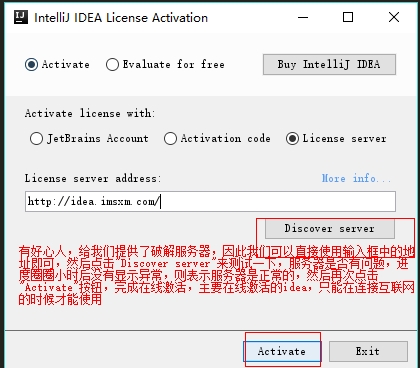 IntelliJ IDEA License Activation
Activate Evaluate for free Buy IntelliJ IDEA
Activate license with:
JetBrains Account Activation code License server
License server address: More info...
http://idea.imsxm.com/
Discover server
有好心人，给我们提供了破解服务器，因此我们可以直接使用输入框中的地
址即可，然后点击"Discover server"来测试一下，服务器是否有问题，进
度圈圈小时后没有显示异常，则表示服务器是正常的，然后再次点击
"Activate"按钮，完成在线激活，主要在线激活的idea，只能在连接互联网
的时候才能使用
Activate Exit